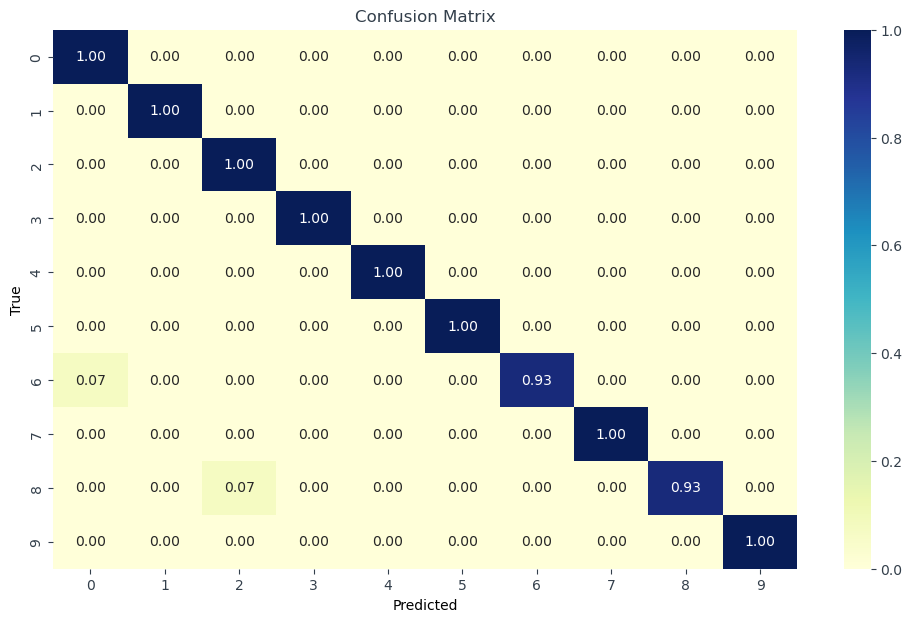 Confusion Matrix
0 1.00 0.00 0.00 0.00 0.00 0.00 0.00 0.00 0.00 0.00
1 0.00 1.00 0.00 0.00 0.00 0.00 0.00 0.00 0.00 0.00
2 0.00 0.00 1.00 0.00 0.00 0.00 0.00 0.00 0.00 0.00
3 0.00 0.00 0.00 1.00 0.00 0.00 0.00 0.00 0.00 0.00
4 0.00 0.00 0.00 0.00 1.00 0.00 0.00 0.00 0.00 0.00
True
5 0.00 0.00 0.00 0.00 0.00 1.00 0.00 0.00 0.00 0.00
6 0.07 0.00 0.00 0.00 0.00 0.00 0.93 0.00 0.00 0.00
7 0.00 0.00 0.00 0.00 0.00 0.00 0.00 1.00 0.00 0.00
8 0.00 0.00 0.07 0.00 0.00 0.00 0.00 0.00 0.93 0.00
9 0.00 0.00 0.00 0.00 0.00 0.00 0.00 0.00 0.00 1.00
0 1 2 3 4 5 6 7 8 9
Predicted
1.0
0.8
0.6
0.4
0.2
0.0